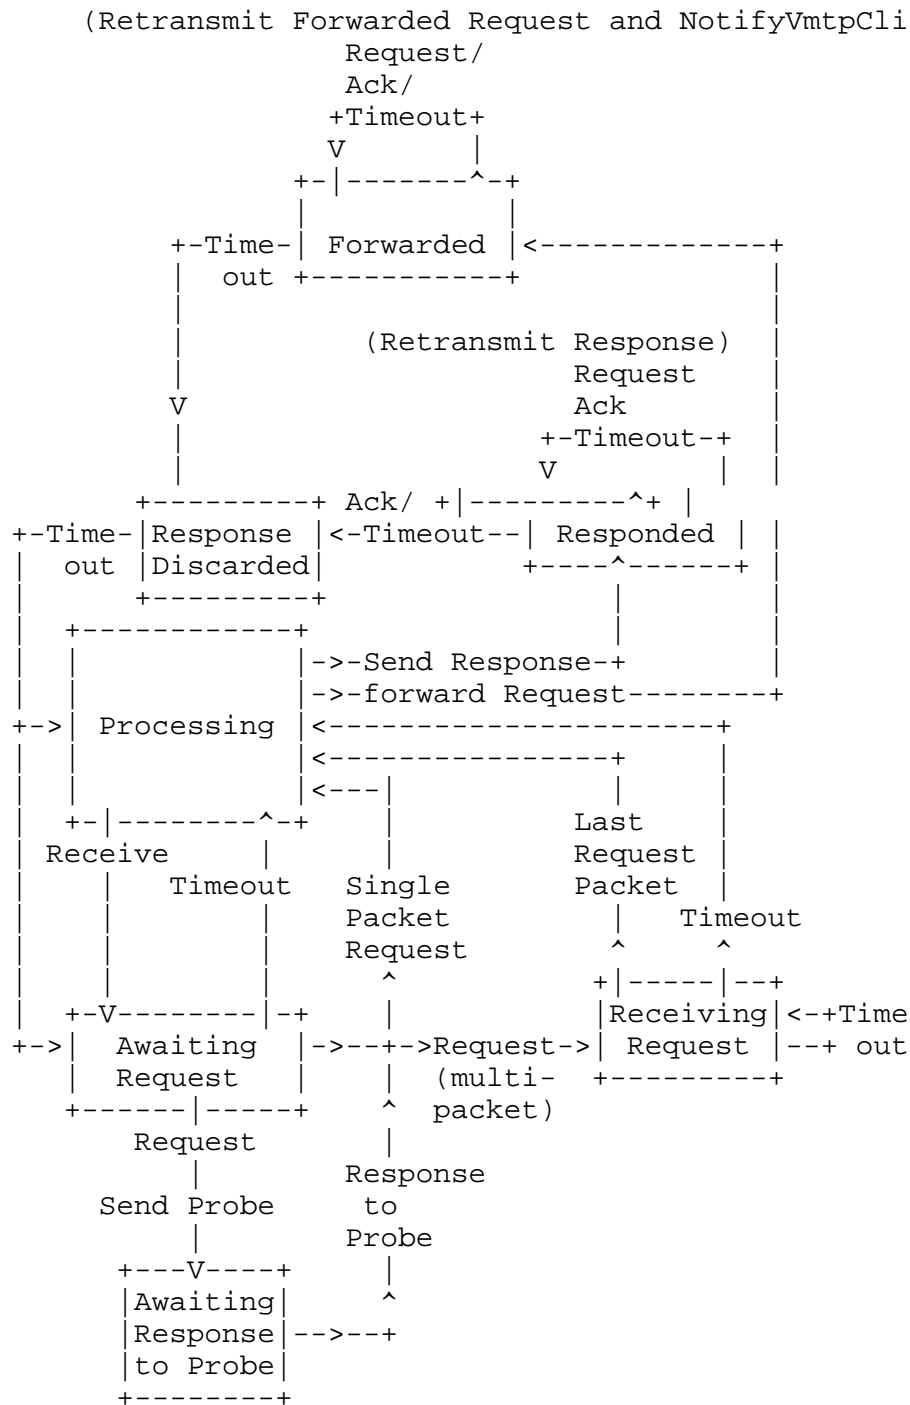 (Retransmit Forwarded Request and NotifyVmtpCli
Request/
Ack/
+Timeout+
V |
+-|-------^-+
| |
+-Time-| Forwarded |<-------------+
| out +-----------+ |
| |
| (Retransmit Response) |
| Request |
V Ack |
| +-Timeout-+ |
| V | |
+---------+ Ack/ +|---------^+ |
+-Time-|Response |<-Timeout--| Responded | |
| out |Discarded| +----^------+ |
| +---------+ | |
| +------------+ | |
| | |->-Send Response-+ |
| | |->-forward Request--------+
+->| Processing |<----------------------+
| | |<----------------+ |
| | |<---| | |
| +-|--------^-+ | Last |
| Receive | | Request |
| | Timeout Single Packet |
| | | Packet | Timeout
| | | Request ^ ^
| | | ^ +|-----|--+
| +-V--------|-+ | |Receiving|<-+Time
+->| Awaiting |->--+->Request->| Request |--+ out
| Request | | (multi- +---------+
+------|-----+ ^ packet)
Request |
| Response
Send Probe to
| Probe
+---V----+ |
|Awaiting| ^
|Response|-->--+
|to Probe|
+--------+